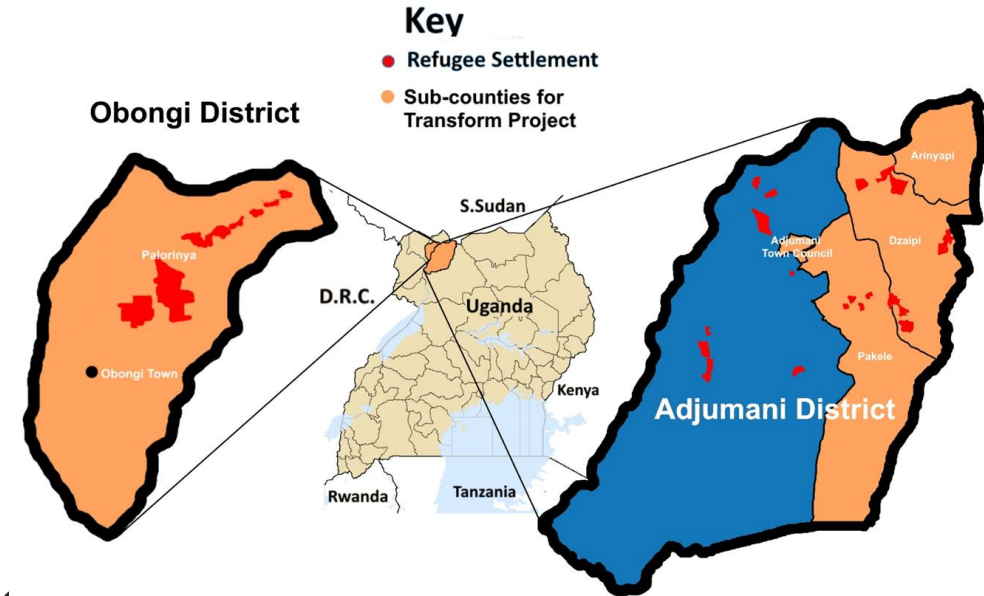 Key
Refugee Settlement
Sub-counties for
Transform Project
Obongi District
Palorinya
Obongi Town
S.Sudan
D.R.C.
Uganda
Kenya
Rwanda
Tanzania
Arinyapi
Dzaipi
Adjumani
Town Council
Pakele
Adjumani District